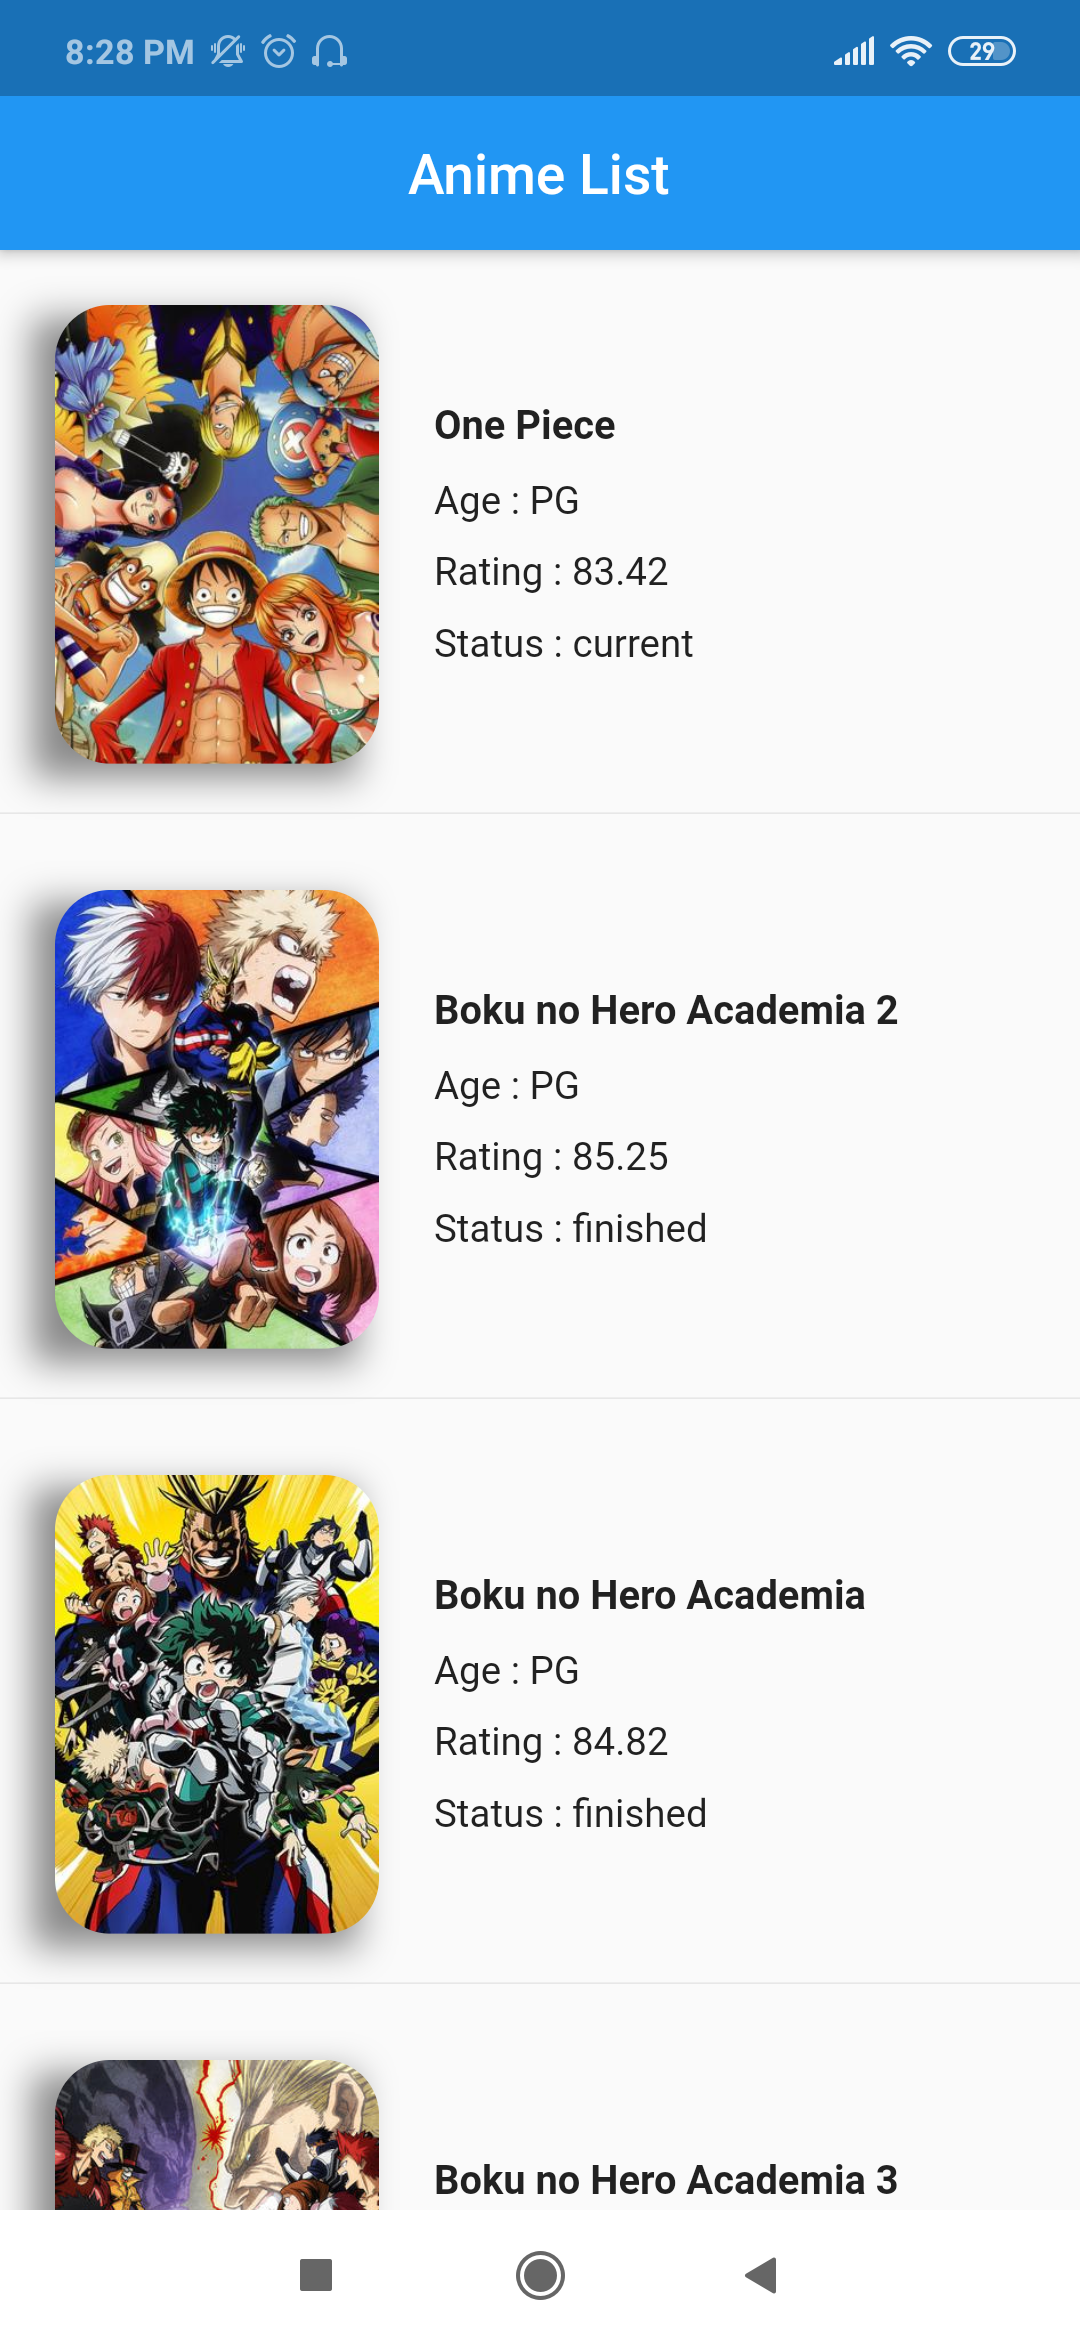 8:28 PM
29
Anime List
One Piece
Age : PG
Rating : 83.42
Status : current
Boku no Hero Academia 2
Age : PG
Rating : 85.25
Status : finished
Boku no Hero Academia
Age : PG
Rating : 84.82
Status : finished
Boku no Hero Academia 3